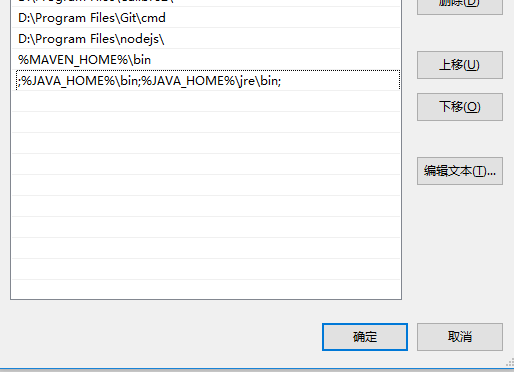 删除(D)
D:\Program Files\Git\cmd
D:\Program Files\nodejs\
%MAVEN_HOME%\bin
上移(U)
;%JAVA_HOME%\bin;%JAVA_HOME%\jre\bin;
下移(O)
编辑文本(T)...
确定
取消